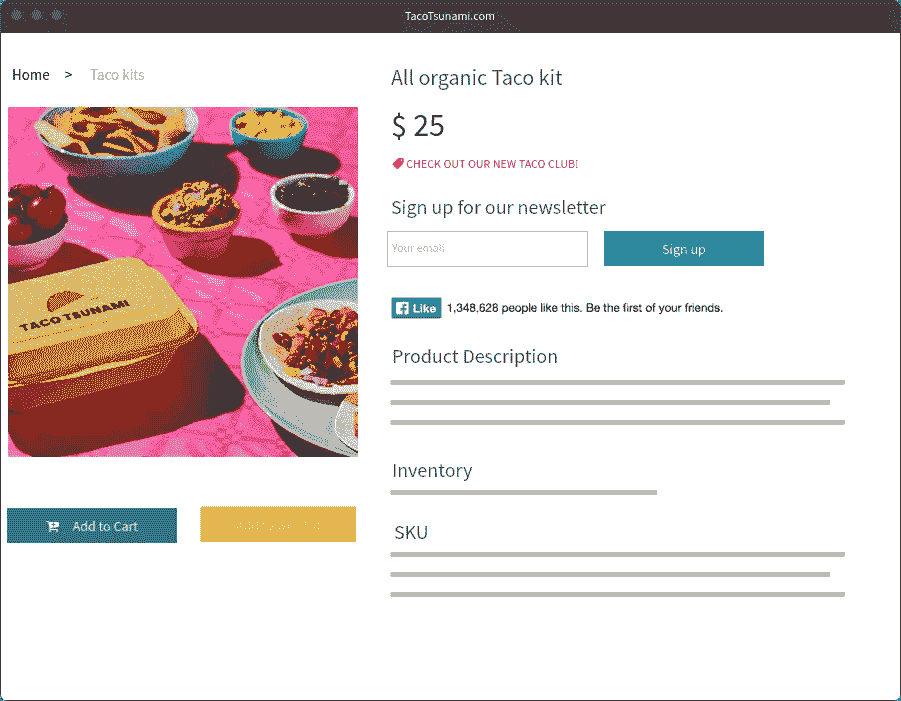 TacoTsunami.com
Home > Taco kits
TACO TSUNAMI
Add to Cart
All organic Taco kit
$ 25
CHECK OUT OUR NEW TACO CLUB!
Sign up for our newsletter
Your email
Sign up
Like 1,348,628 people like this. Be the first of your friends.
Product Description
Inventory
SKU